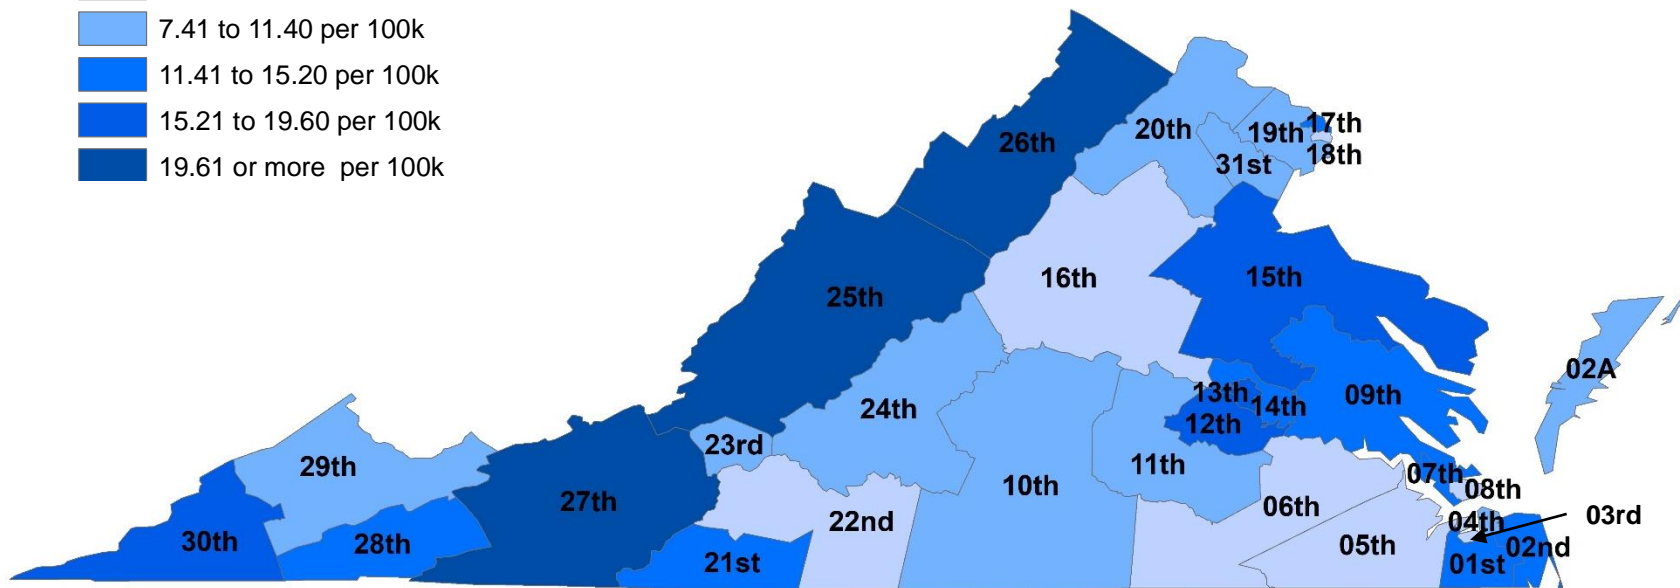 7.41 to 11.40 per 100k
11.41 to 15.20 per 100k
15.21 to 19.60 per 100k
19.61 or more per 100k
26th
20th
19th
17th
18th
31st
16th
15th
25th
02A
24th
13th
14th
09th
12th
23rd
29th
11th
07th
08th
10th
27th
22nd
06th
04th
03rd
30th
28th
05th
02nd
21st
01st